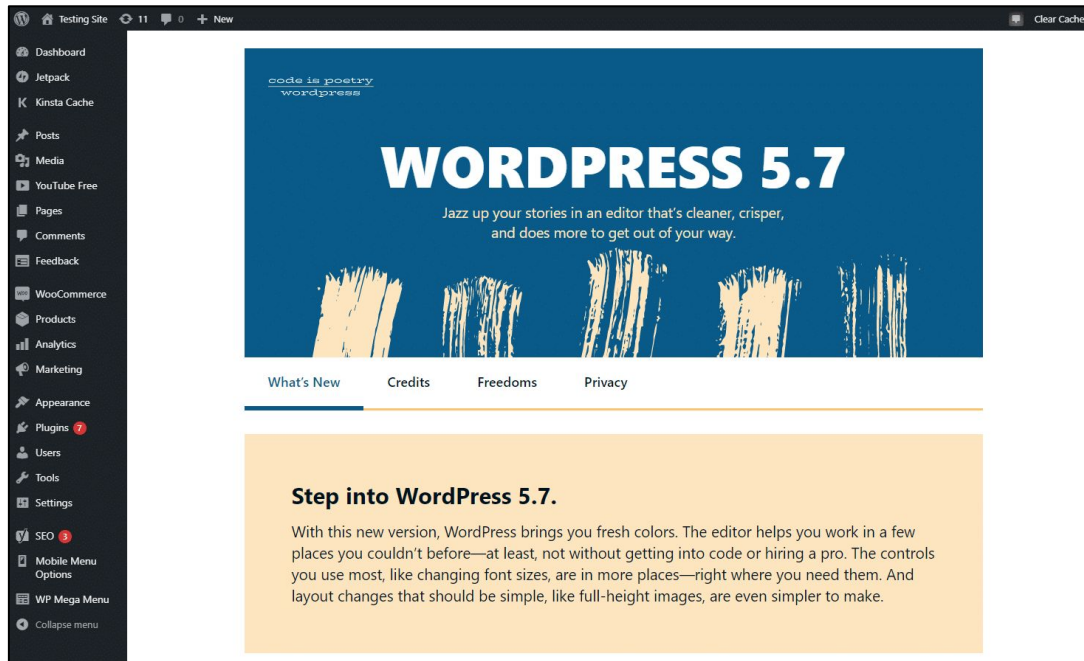 Testing Site 11 0 + New Clear Cache
Dashboard
Jetpack
Kinsta Cache
Posts
Media
YouTube Free
Pages
Comments
Feedback
WooCommerce
Products
Analytics
Marketing
Appearance
Plugins 7
Users
Tools
Settings
SEO 3
Mobile Menu
Options
WP Mega Menu
Collapse menu
code is poetry
wordpress
WORDPRESS 5.7
Jazz up your stories in an editor that's cleaner, crisper,
and does more to get out of your way.
What's New Credits Freedoms Privacy
Step into WordPress 5.7.
With this new version, WordPress brings you fresh colors. The editor helps you work in a few
places you couldn't before—at least, not without getting into code or hiring a pro. The controls
you use most, like changing font sizes, are in more places—right where you need them. And
layout changes that should be simple, like full-height images, are even simpler to make.